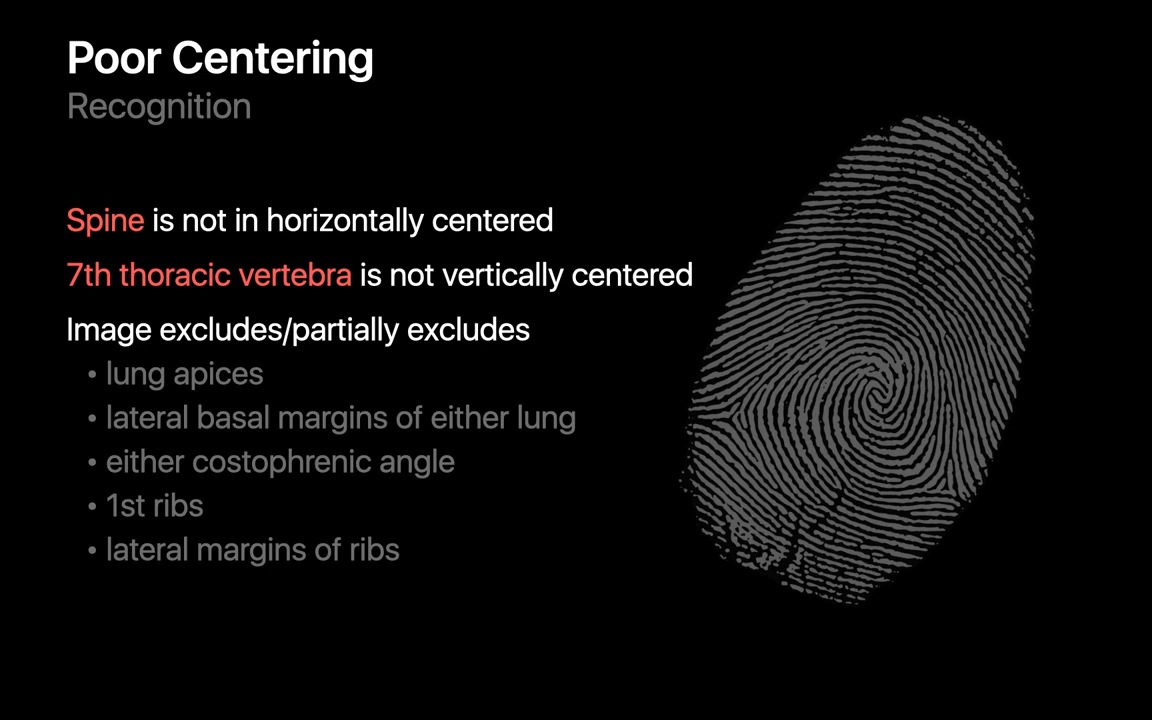 Poor Centering
Recognition
Spine is not in horizontally centered
7th thoracic vertebra is not vertically centered
Image excludes/partially excludes
• lung apices
• lateral basal margins of either lung
• either costophrenic angle
• 1st ribs
• lateral margins of ribs